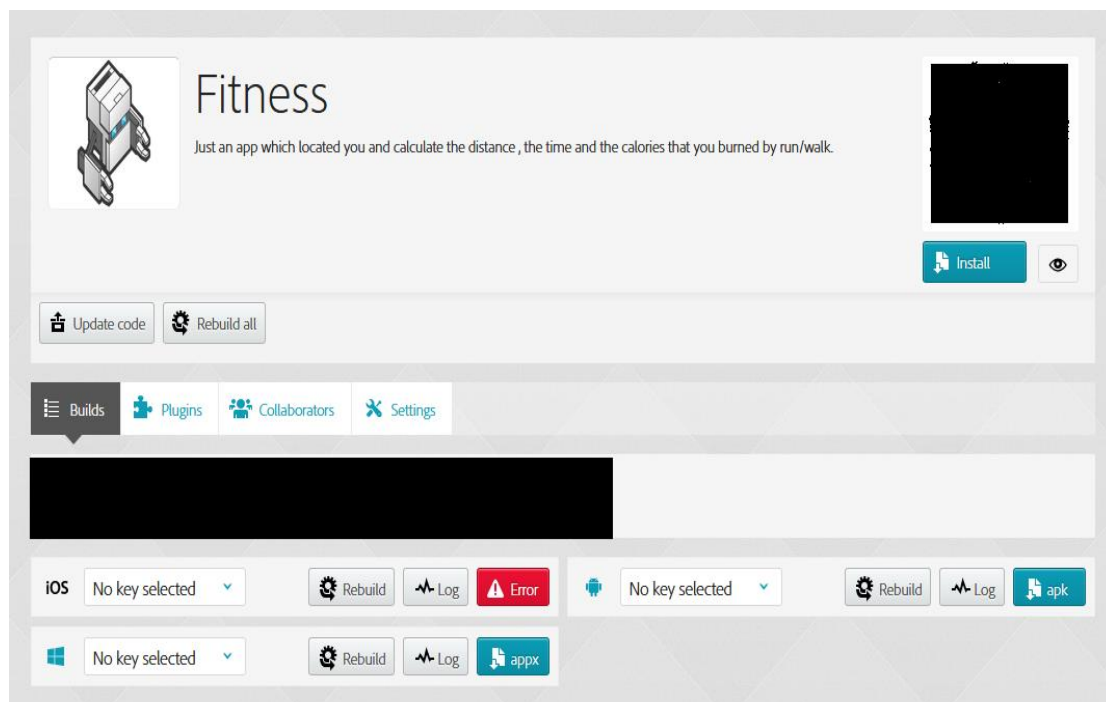 Fitness
Just an app which located you and calculate the distance , the time and the calories that you burned by run/walk.
Install
Update code Rebuild all
Builds Plugins Collaborators Settings
iOS No key selected Rebuild Log Error No key selected Rebuild Log apk
No key selected Rebuild Log appx